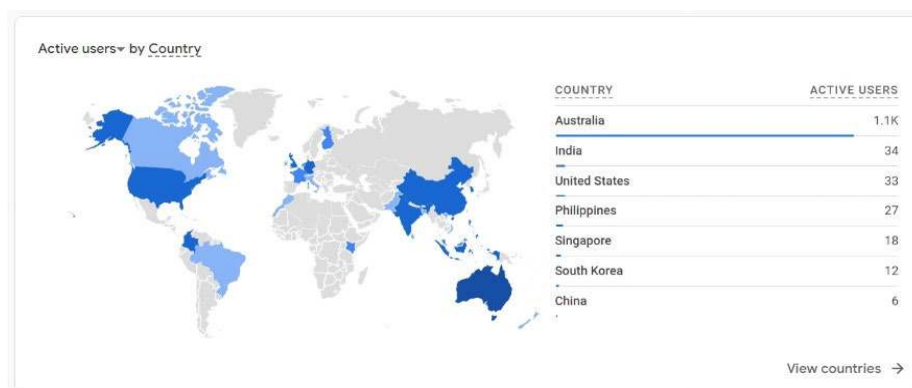 Active users by Country
COUNTRY ACTIVE USERS
Australia 1.1K
India 34
United States 33
Philippines 27
Singapore 18
South Korea 12
China 6
View countries →